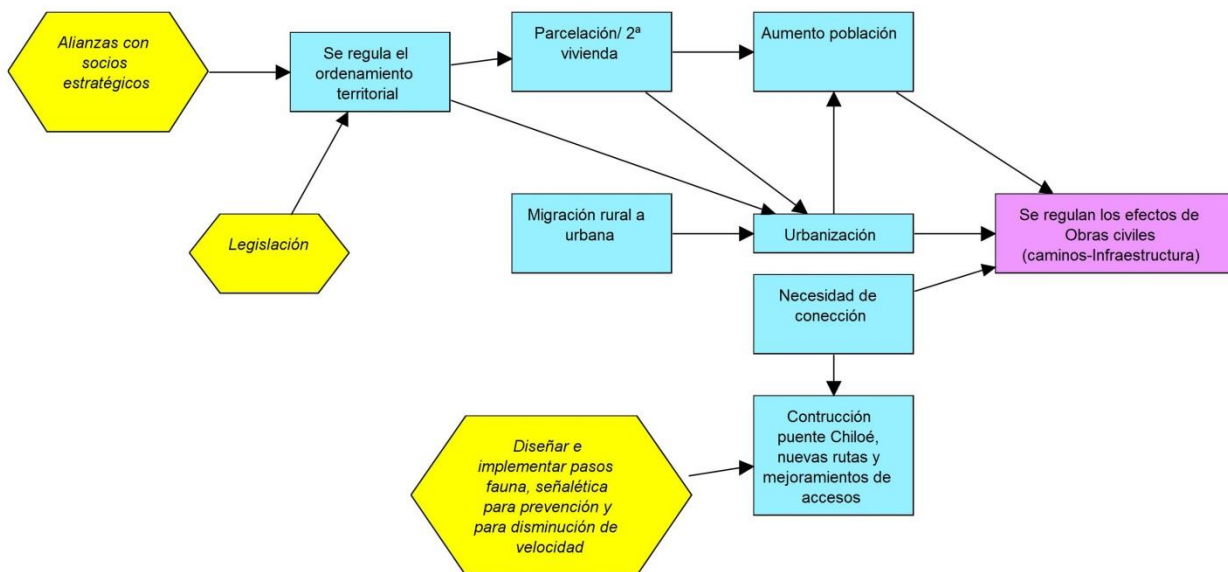 Alianzas con
socios
estratégicos
Se regula el
ordenamiento
territorial
Parcelación/ 2ª
vivienda
Aumento población
Legislación
Migración rural a
urbana
Urbanización
Se regulan los efectos de
Obras civiles
(caminos-Infraestructura)
Necesidad de
conección
Diseñar e
implementar pasos
fauna, señalética
para prevención y
para disminución de
velocidad
Contrucción
puente Chiloé,
nuevas rutas y
mejoramientos de
accesos